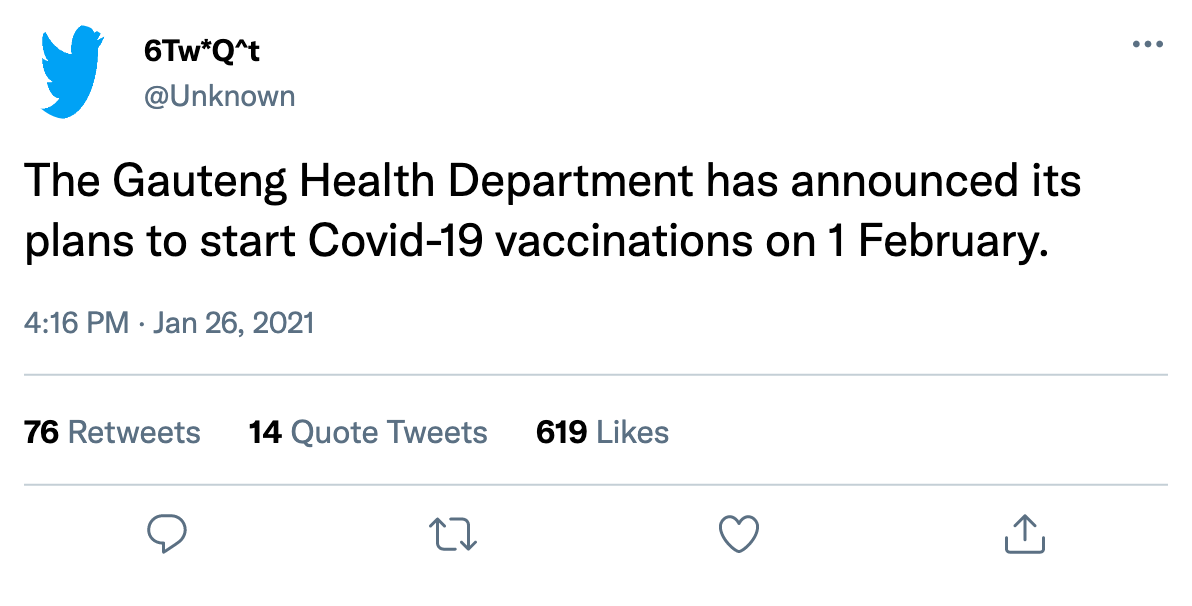 6Tw*Q^t
@Unknown
The Gauteng Health Department has announced its
plans to start Covid-19 vaccinations on 1 February.
4:16 PM · Jan 26, 2021
76 Retweets 14 Quote Tweets 619 Likes